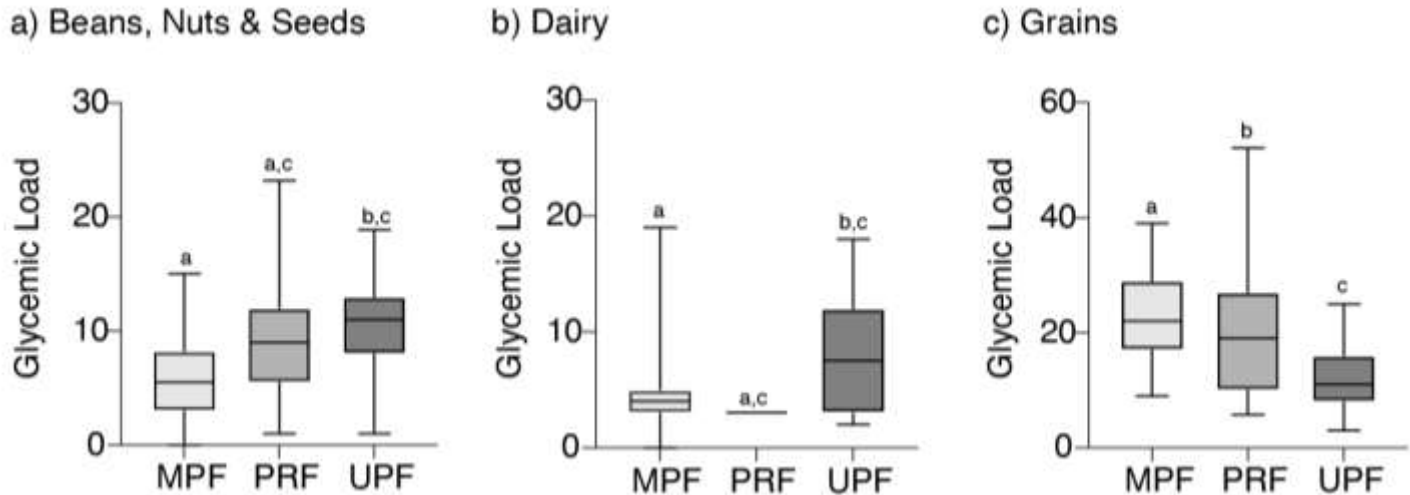 a) Beans, Nuts & Seeds
Glycemic Load
30
20
10
0
a
a,c
b,c
MPF PRF UPF
b) Dairy
Glycemic Load
30
20
10
0
a
a,c
b,c
MPF PRF UPF
c) Grains
Glycemic Load
60
40
20
0
a
b
c
MPF PRF UPF